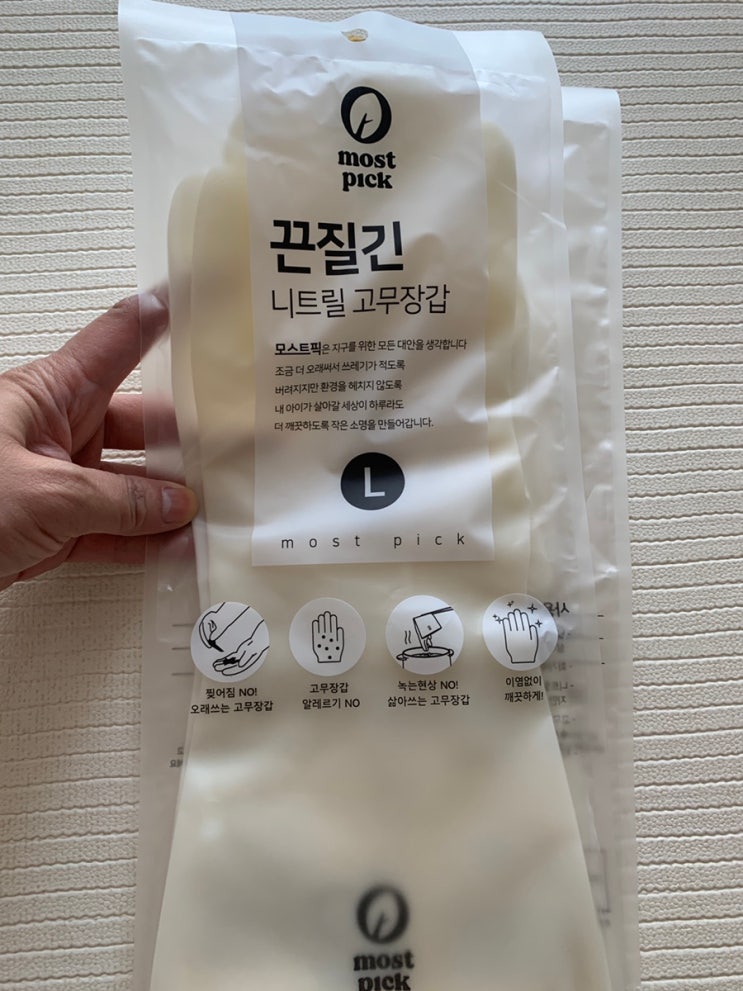 most
pick
끈질긴
니트릴 고무장갑
모스트픽은 지구를 위한 모든 대안을 생각합니다
조금 더 오래써서 쓰레기가 적도록
버려지지만 환경을 헤치지 않도록
내 아이가 살아갈 세상이 하루라도
더 깨끗하도록 작은 소명을 만들어갑니다.
L
most pick
찢어짐 NO!
오래쓰는 고무장갑
고무장갑
알레르기 NO
녹는현상 NO!
삶아쓰는 고무장갑
이염없이
깨끗하게!
most
pick